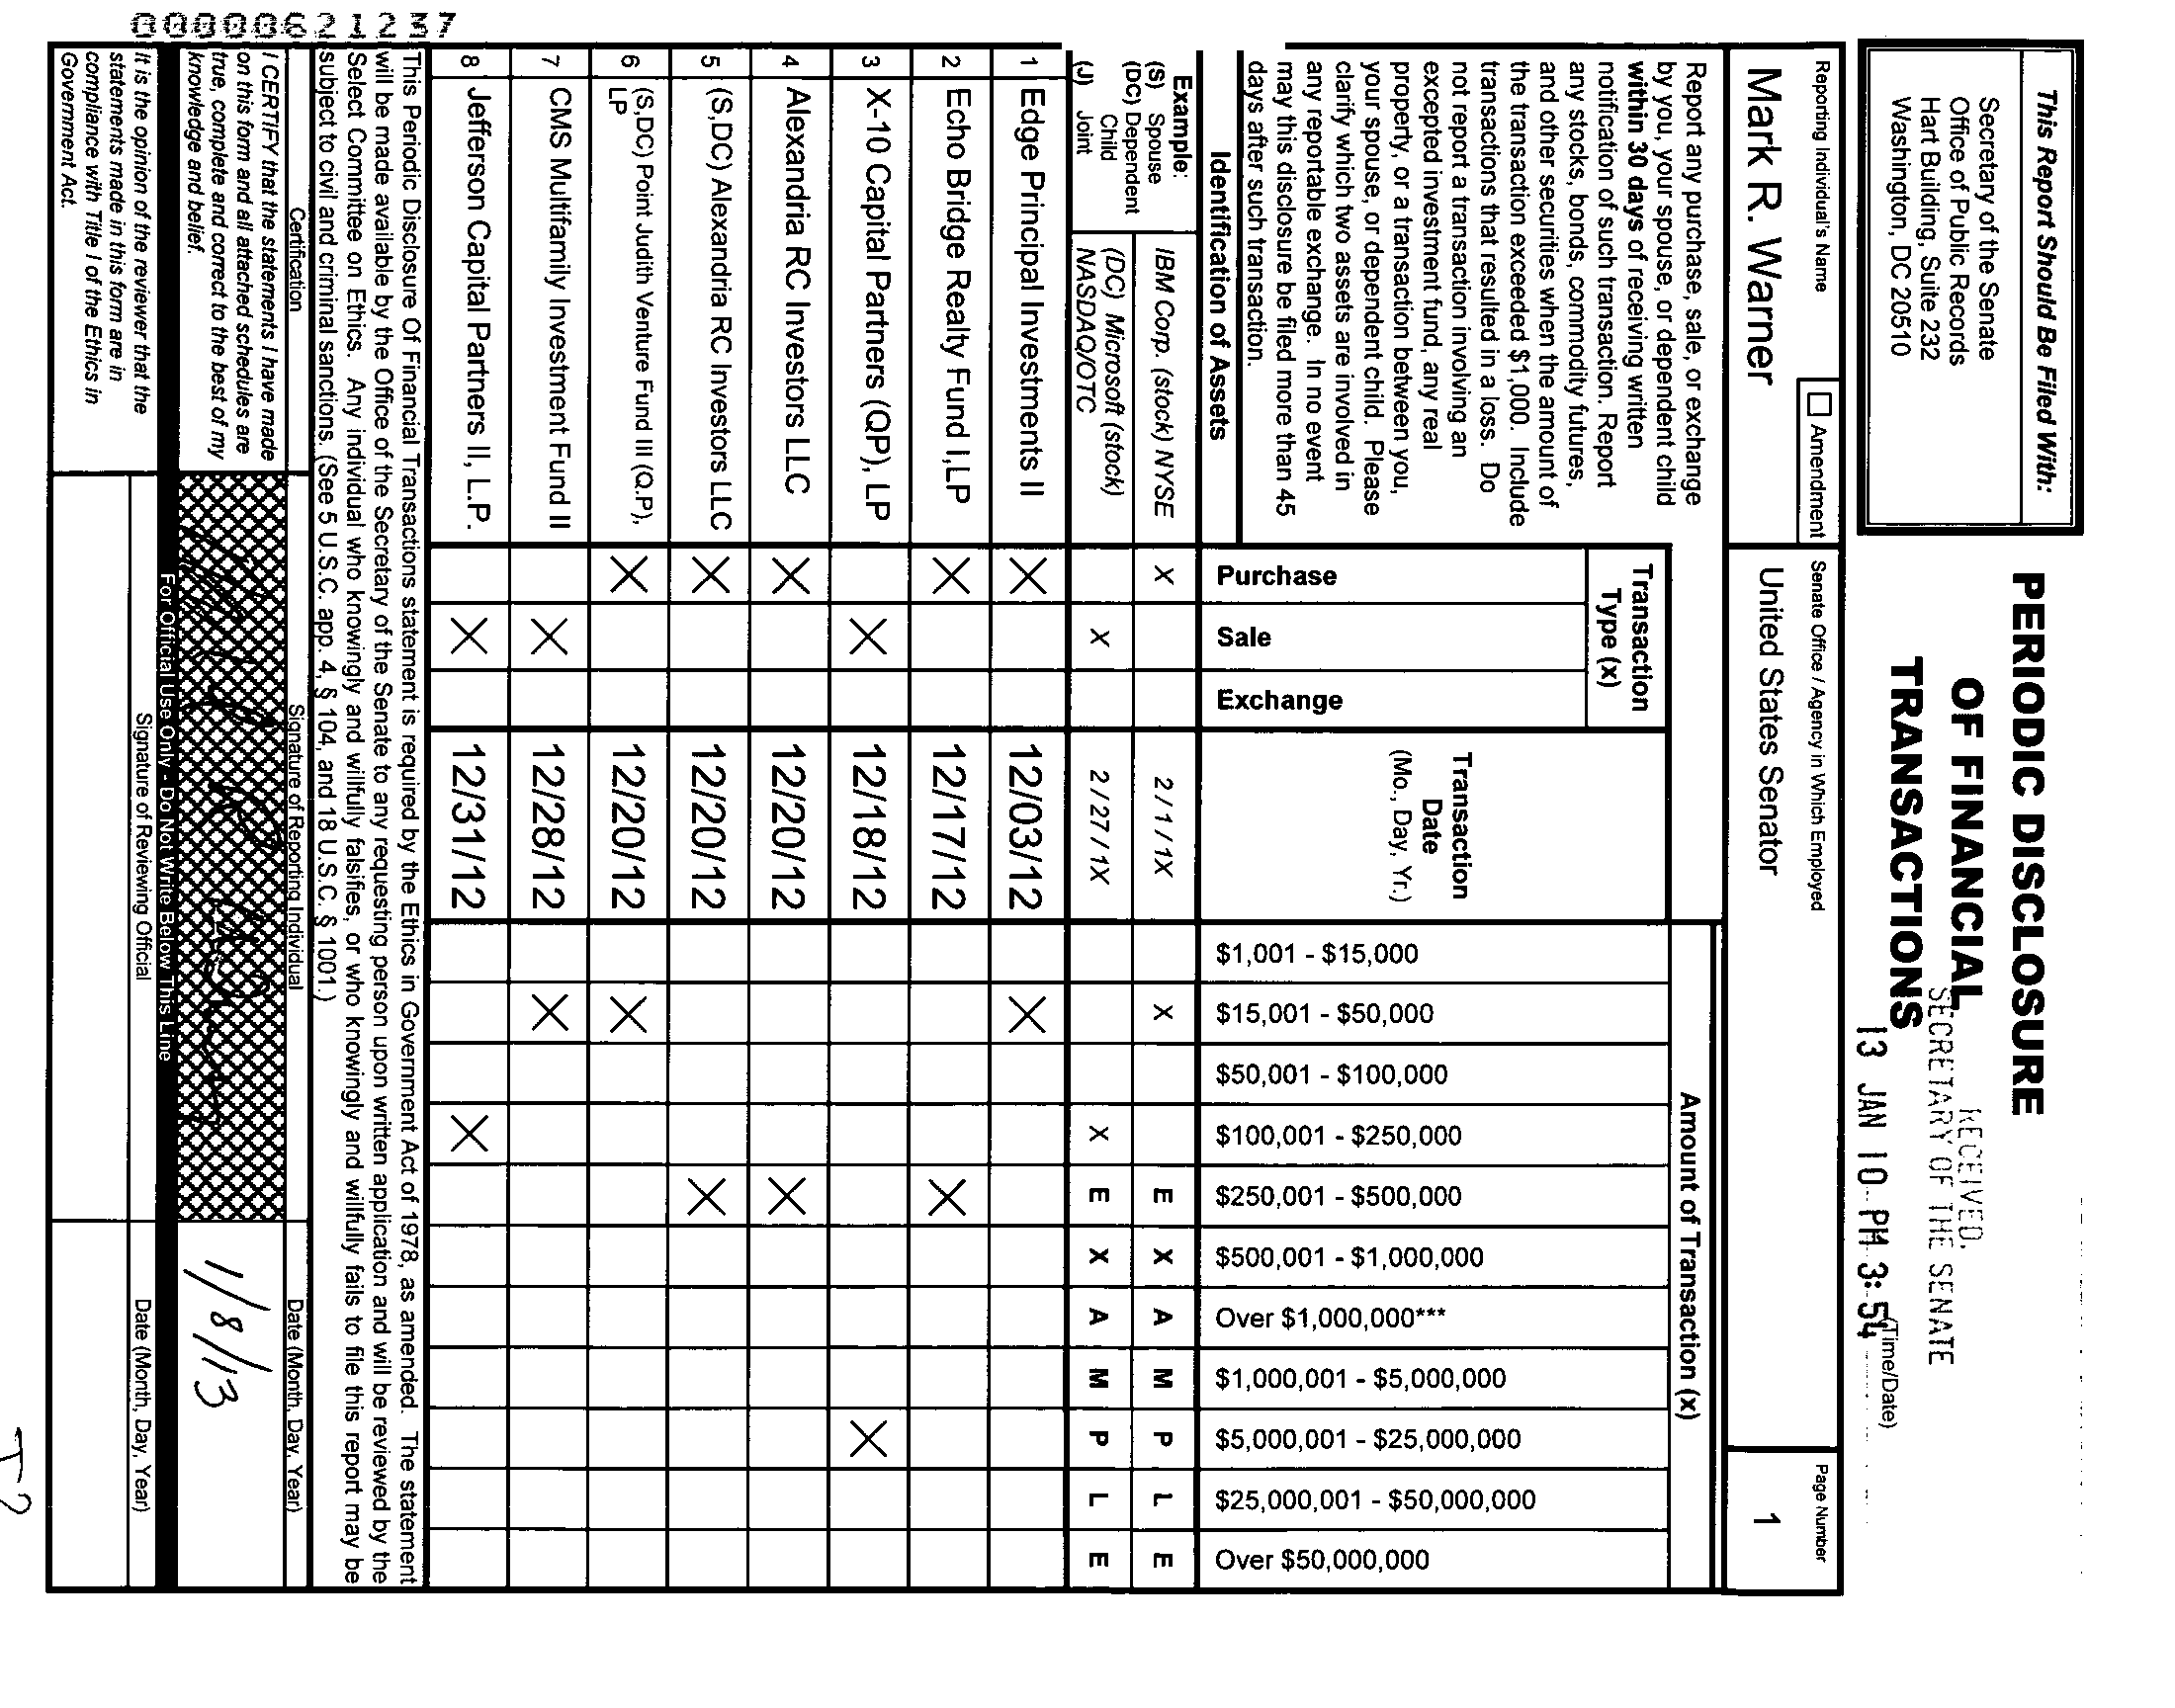 This Report Should Be Filed With:
Secretary of the Senate
Office of Public Records
Hart Building, Suite 232
Washington, DC 20510
PERIODIC DISCLOSURE
OF FINANCIAL
TRANSACTIONS
RECEIVED
SECRETARY OF THE SENATE
13 JAN 10 PM 3:54
(Time/Date)
Reporting Individual's Name
Amendment
Mark R. Warner
Senate Office / Agency in Which Employed
United States Senator
Page Number
1
Report any purchase, sale, or exchange
by you, your spouse, or dependent child
within 30 days of receiving written
notification of such transaction. Report
any stocks, bonds, commodity futures,
and other securities when the amount of
the transaction exceeded $1,000. Include
transactions that resulted in a loss. Do
not report a transaction involving an
excepted investment fund, any real
property, or a transaction between you,
your spouse, or dependent child. Please
clarify which two assets are involved in
any reportable exchange. In no event
may this disclosure be filed more than 45
days after such transaction.
Identification of Assets
Transaction
Type (x)
Purchase
Sale
Exchange
Transaction
Date
(Mo., Day, Yr.)
Amount of Transaction (x)
$1,001 - $15,000
$15,001 - $50,000
$50,001 - $100,000
$100,001 - $250,000
$250,001 - $500,000
$500,001 - $1,000,000
Over $1,000,000***
$1,000,001 - $5,000,000
$5,000,001 - $25,000,000
$25,000,001 - $50,000,000
Over $50,000,000
Example:
(S) Spouse
(DC) Dependent
Child
(J) Joint
IBM Corp. (stock) NYSE X 2 / 1 / 1X X E X A M P L E
(DC) Microsoft (stock)
NASDAQ/OTC X 2 / 27 / 1X X E X A M P L E
1 Edge Principal Investments II X 12/03/12 X
2 Echo Bridge Realty Fund I,LP X 12/17/12 X
3 X-10 Capital Partners (QP), LP X 12/18/12 X
4 Alexandria RC Investors LLC X 12/20/12 X
5 (S,DC) Alexandria RC Investors LLC X 12/20/12 X
6 (S,DC) Point Judith Venture Fund III (Q.P),
LP X 12/20/12 X
7 CMS Multifamily Investment Fund II X 12/28/12 X
8 Jefferson Capital Partners II, L.P. X 12/31/12 X
This Periodic Disclosure Of Financial Transactions statement is required by the Ethics in Government Act of 1978, as amended. The statement
will be made available by the Office of the Secretary of the Senate to any requesting person upon written application and will be reviewed by the
Select Committee on Ethics. Any individual who knowingly and willfully falsifies, or who knowingly and willfully fails to file this report may be
subject to civil and criminal sanctions. (See 5 U.S.C. app. 4, § 104, and 18 U.S.C. § 1001.)
Certification
Signature of Reporting Individual
Date (Month, Day, Year)
I CERTIFY that the statements I have made
on this form and all attached schedules are
true, complete and correct to the best of my
knowledge and belief.
1/8/13
For Official Use Only - Do Not Write Below This Line
It is the opinion of the reviewer that the
statements made in this form are in
compliance with Title I of the Ethics in
Government Act.
Signature of Reviewing Official
Date (Month, Day, Year)
00000621237